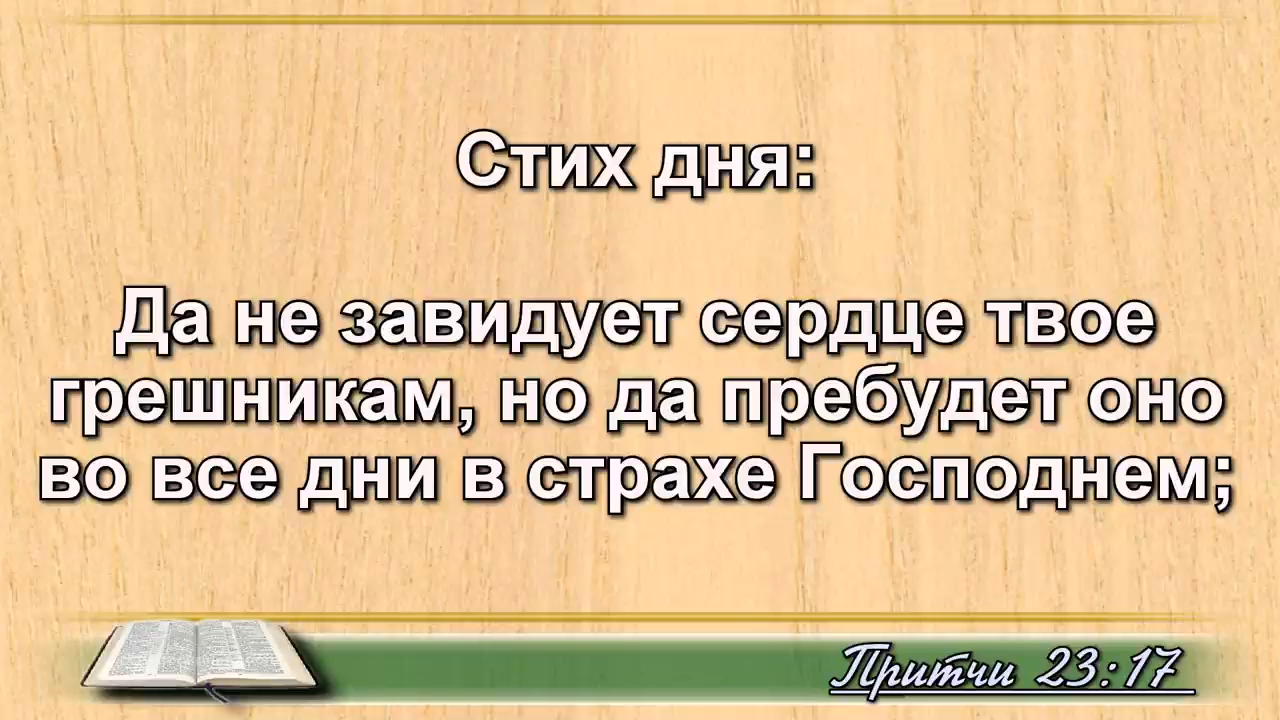 Стих дня:
Да не завидует сердце твое
грешникам, но да пребудет оно
во все дни в страхе Господнем;
Притчи 23:17